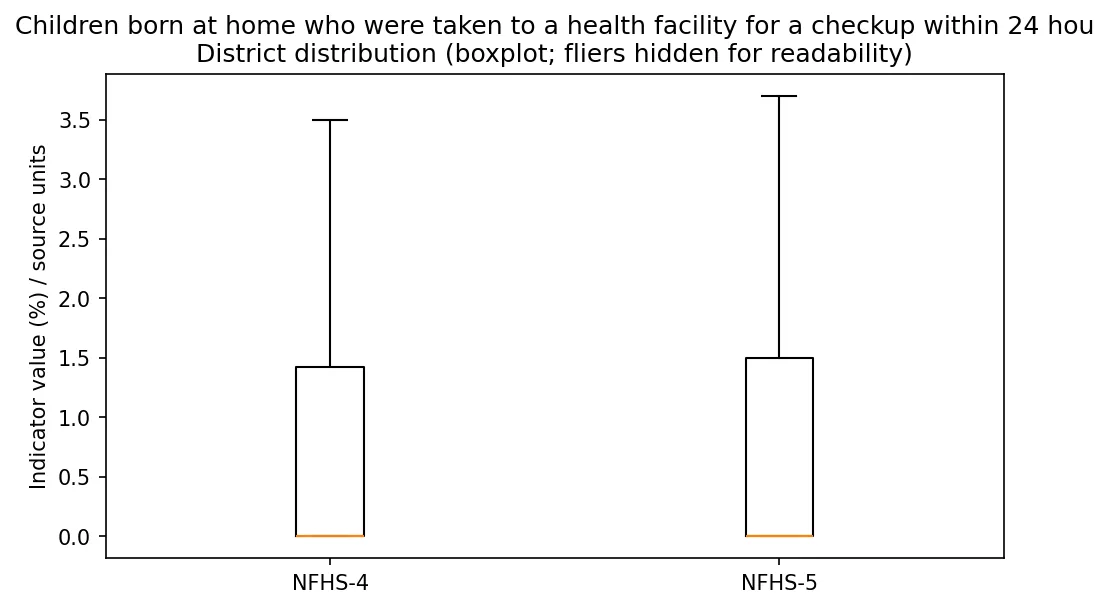 Children born at home who were taken to a health facility for a checkup within 24 hou
District distribution (boxplot; fliers hidden for readability)
Indicator value (%) / source units
3.5
3.0
2.5
2.0
1.5
1.0
0.5
0.0
NFHS-4
NFHS-5